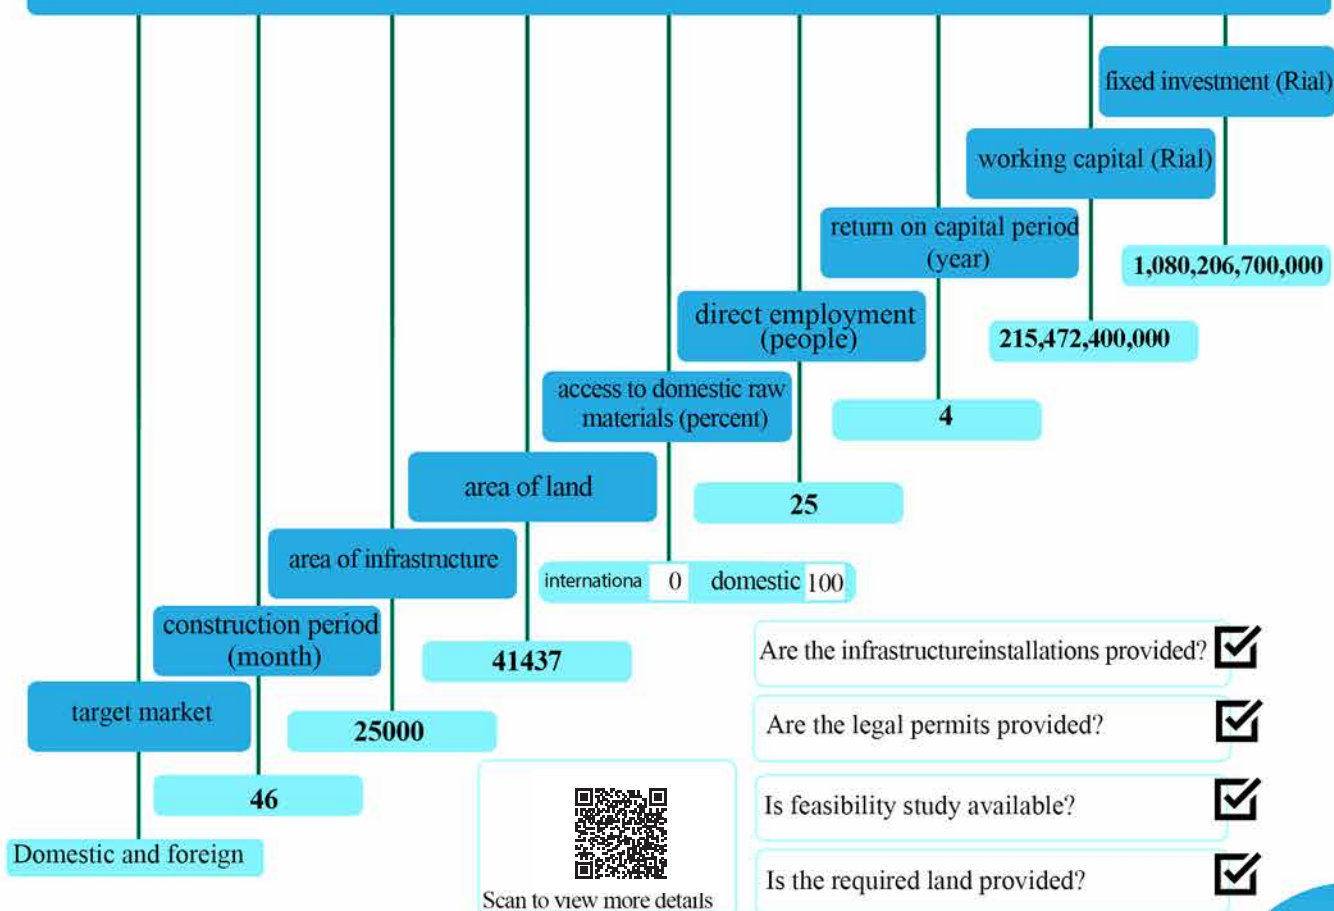 fixed investment (Rial)
1,080,206,700,000
working capital (Rial)
215,472,400,000
return on capital period
(year)
4
direct employment
(people)
25
access to domestic raw
materials (percent)
internationa 0 domestic 100
area of land
41437
area of infrastructure
25000
construction period
(month)
46
target market
Domestic and foreign
Are the infrastructureinstallations provided?
Are the legal permits provided?
Is feasibility study available?
Is the required land provided?
Scan to view more details